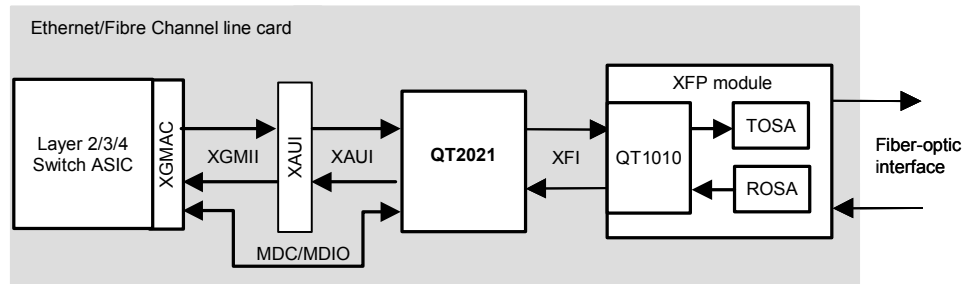 Ethernet/Fibre Channel line card
Layer 2/3/4
Switch ASIC
XGMAC
XGMII
XAUI
XAUI
MDC/MDIO
QT2021
XFI
XFP module
QT1010
TOSA
ROSA
Fiber-optic
interface